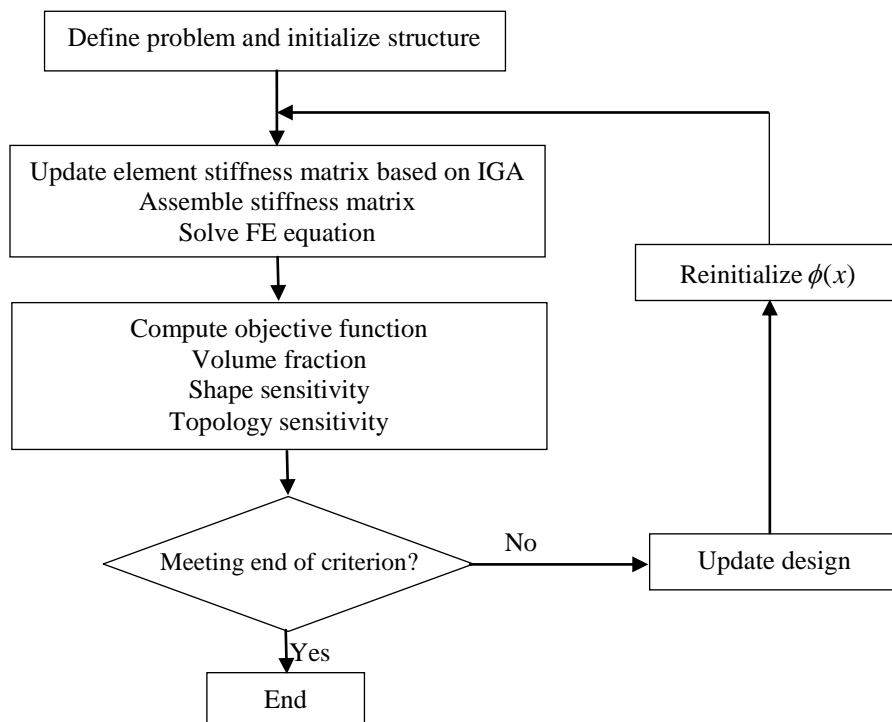 Define problem and initialize structure
Update element stiffness matrix based on IGA
Assemble stiffness matrix
Solve FE equation
Reinitialize ϕ(x)
Compute objective function
Volume fraction
Shape sensitivity
Topology sensitivity
Meeting end of criterion?
No
Update design
Yes
End